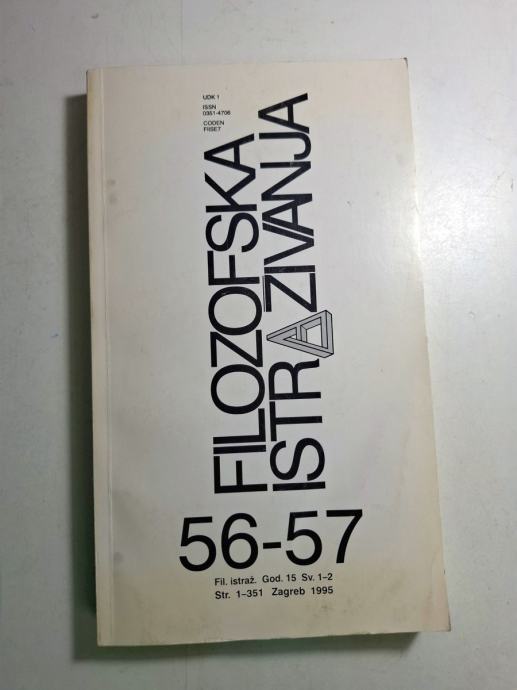 UDK 1
ISSN
0351-4706
CODEN
FIISE7
FILOZOFSKA
ISTRAŽIVANJA
56-57
Fil. istraž. God. 15 Sv. 1-2
Str. 1-351 Zagreb 1995